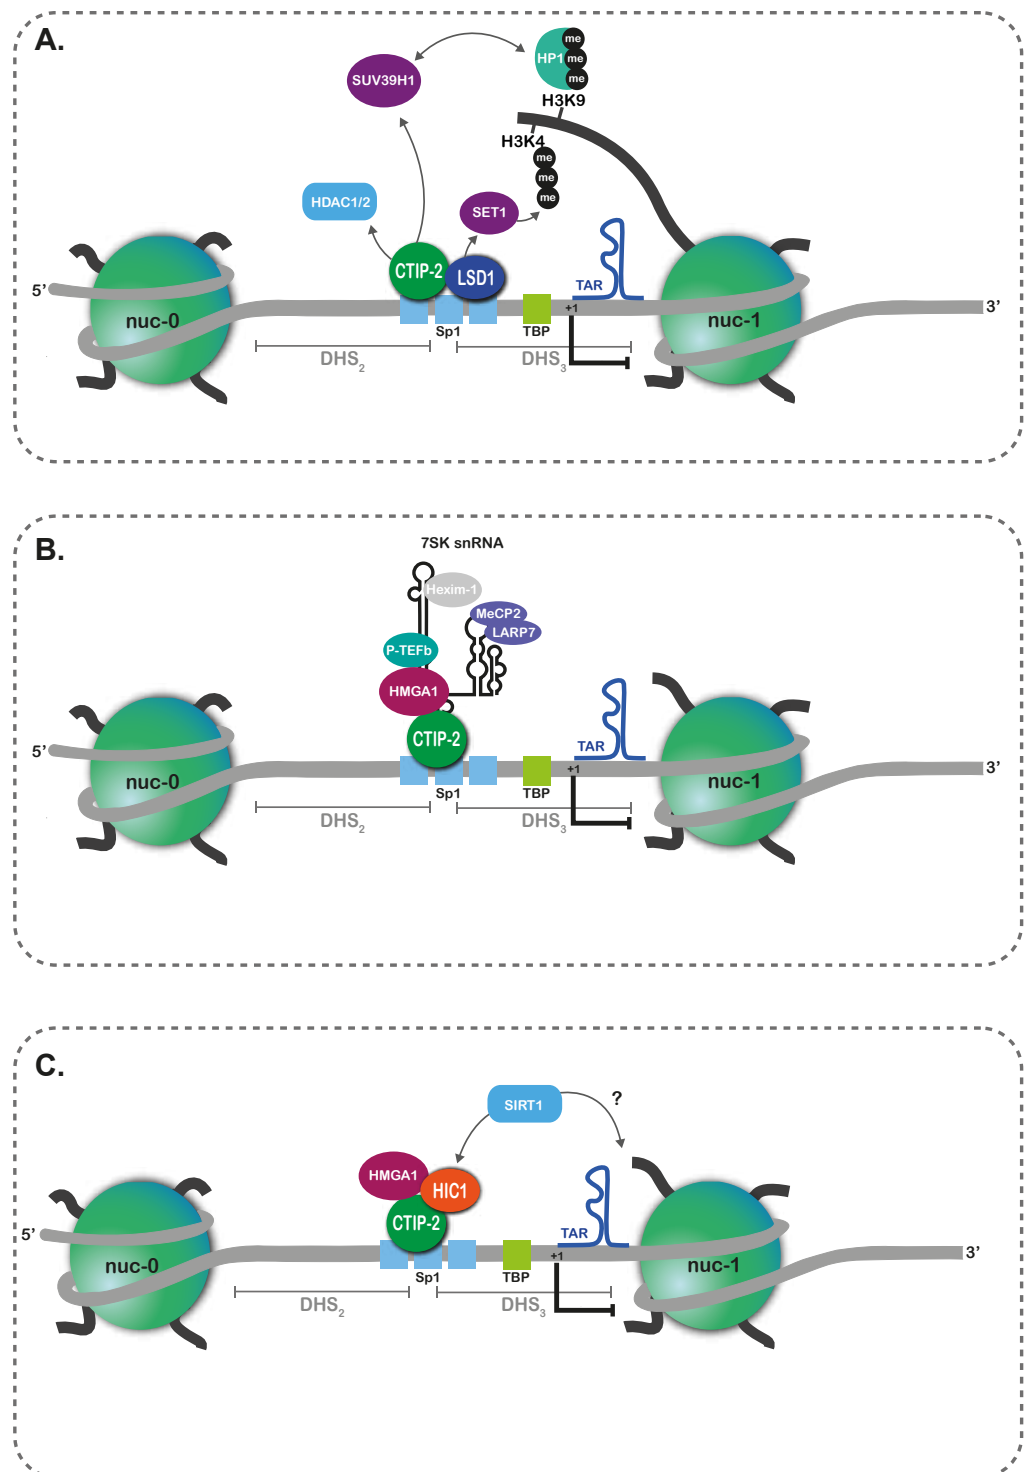 A.
me
HP1
me
SUV39H1
me
H3K9
H3K4
me
me
me
HDAC1/2
SET1
CTIP-2
LSD1
TAR
5’
+1
3’
nuc-0
nuc-1
Sp1
TBP
DHS2
DHS3
B.
7SK snRNA
Hexim-1
MeCP2
LARP7
P-TEFb
HMGA1
CTIP-2
TAR
5’
+1
3’
nuc-0
nuc-1
Sp1
TBP
DHS2
DHS3
C.
SIRT1
?
HMGA1
HIC1
CTIP-2
TAR
5’
+1
3’
nuc-0
nuc-1
Sp1
TBP
DHS2
DHS3